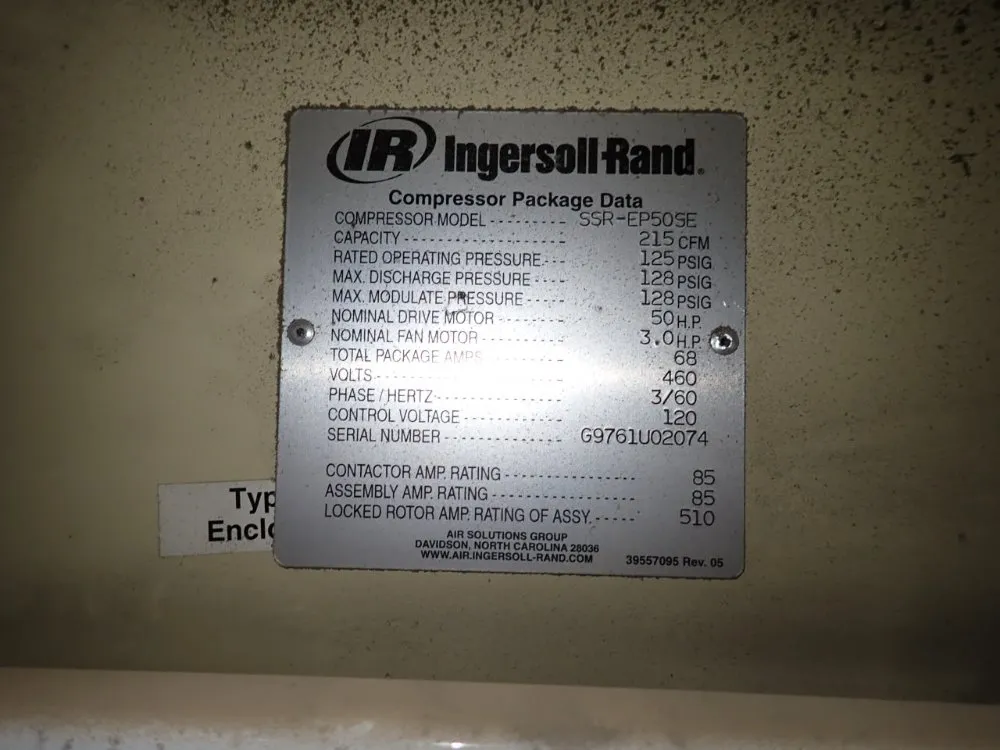 IR Ingersoll-Rand®
Compressor Package Data
COMPRESSOR MODEL --------- SSR-EP50SE
CAPACITY ------------------- 215 CFM
RATED OPERATING PRESSURE --- 125 PSIG
MAX. DISCHARGE PRESSURE ----- 128 PSIG
MAX. MODULATE PRESSURE ----- 128 PSIG
NOMINAL DRIVE MOTOR -------- 50 H.P.
NOMINAL FAN MOTOR ---------- 3.0 H.P.
TOTAL PACKAGE AMPS --------- 68
VOLTS ---------------------- 460
PHASE / HERTZ --------------- 3/60
CONTROL VOLTAGE ------------ 120
SERIAL NUMBER -------------- G9761U02074
CONTACTOR AMP. RATING ---------------- 85
ASSEMBLY AMP. RATING ----------------- 85
LOCKED ROTOR AMP. RATING OF ASSY. ----- 510
AIR SOLUTIONS GROUP
DAVIDSON, NORTH CAROLINA 28036
WWW.AIR.INGERSOLL-RAND.COM
39557095 Rev. 05
Typ
Enclo